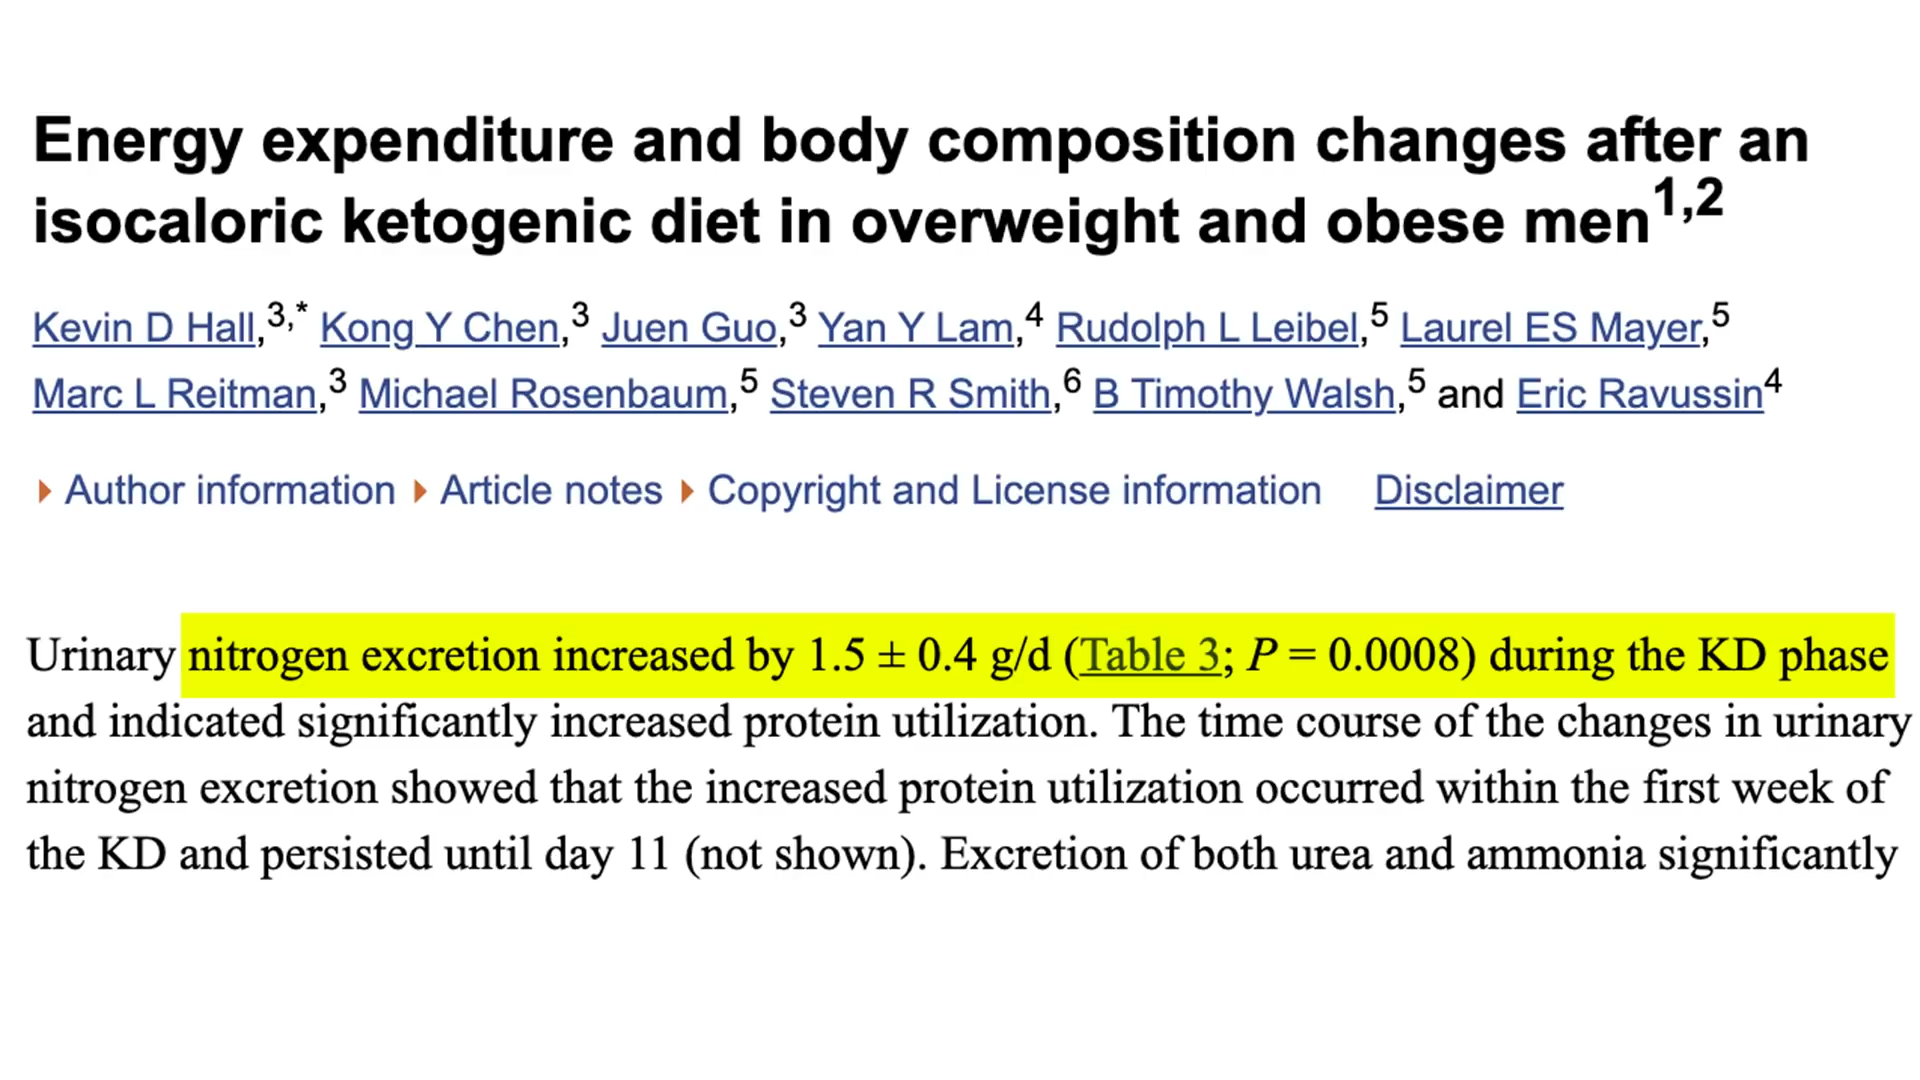 Energy expenditure and body composition changes after an
isocaloric ketogenic diet in overweight and obese men1,2
Kevin D Hall,3,* Kong Y Chen,3 Juen Guo,3 Yan Y Lam,4 Rudolph L Leibel,5 Laurel ES Mayer,5
Marc L Reitman,3 Michael Rosenbaum,5 Steven R Smith,6 B Timothy Walsh,5 and Eric Ravussin4
Author information Article notes Copyright and License information Disclaimer
Urinary nitrogen excretion increased by 1.5 ± 0.4 g/d (Table 3; P = 0.0008) during the KD phase
and indicated significantly increased protein utilization. The time course of the changes in urinary
nitrogen excretion showed that the increased protein utilization occurred within the first week of
the KD and persisted until day 11 (not shown). Excretion of both urea and ammonia significantly